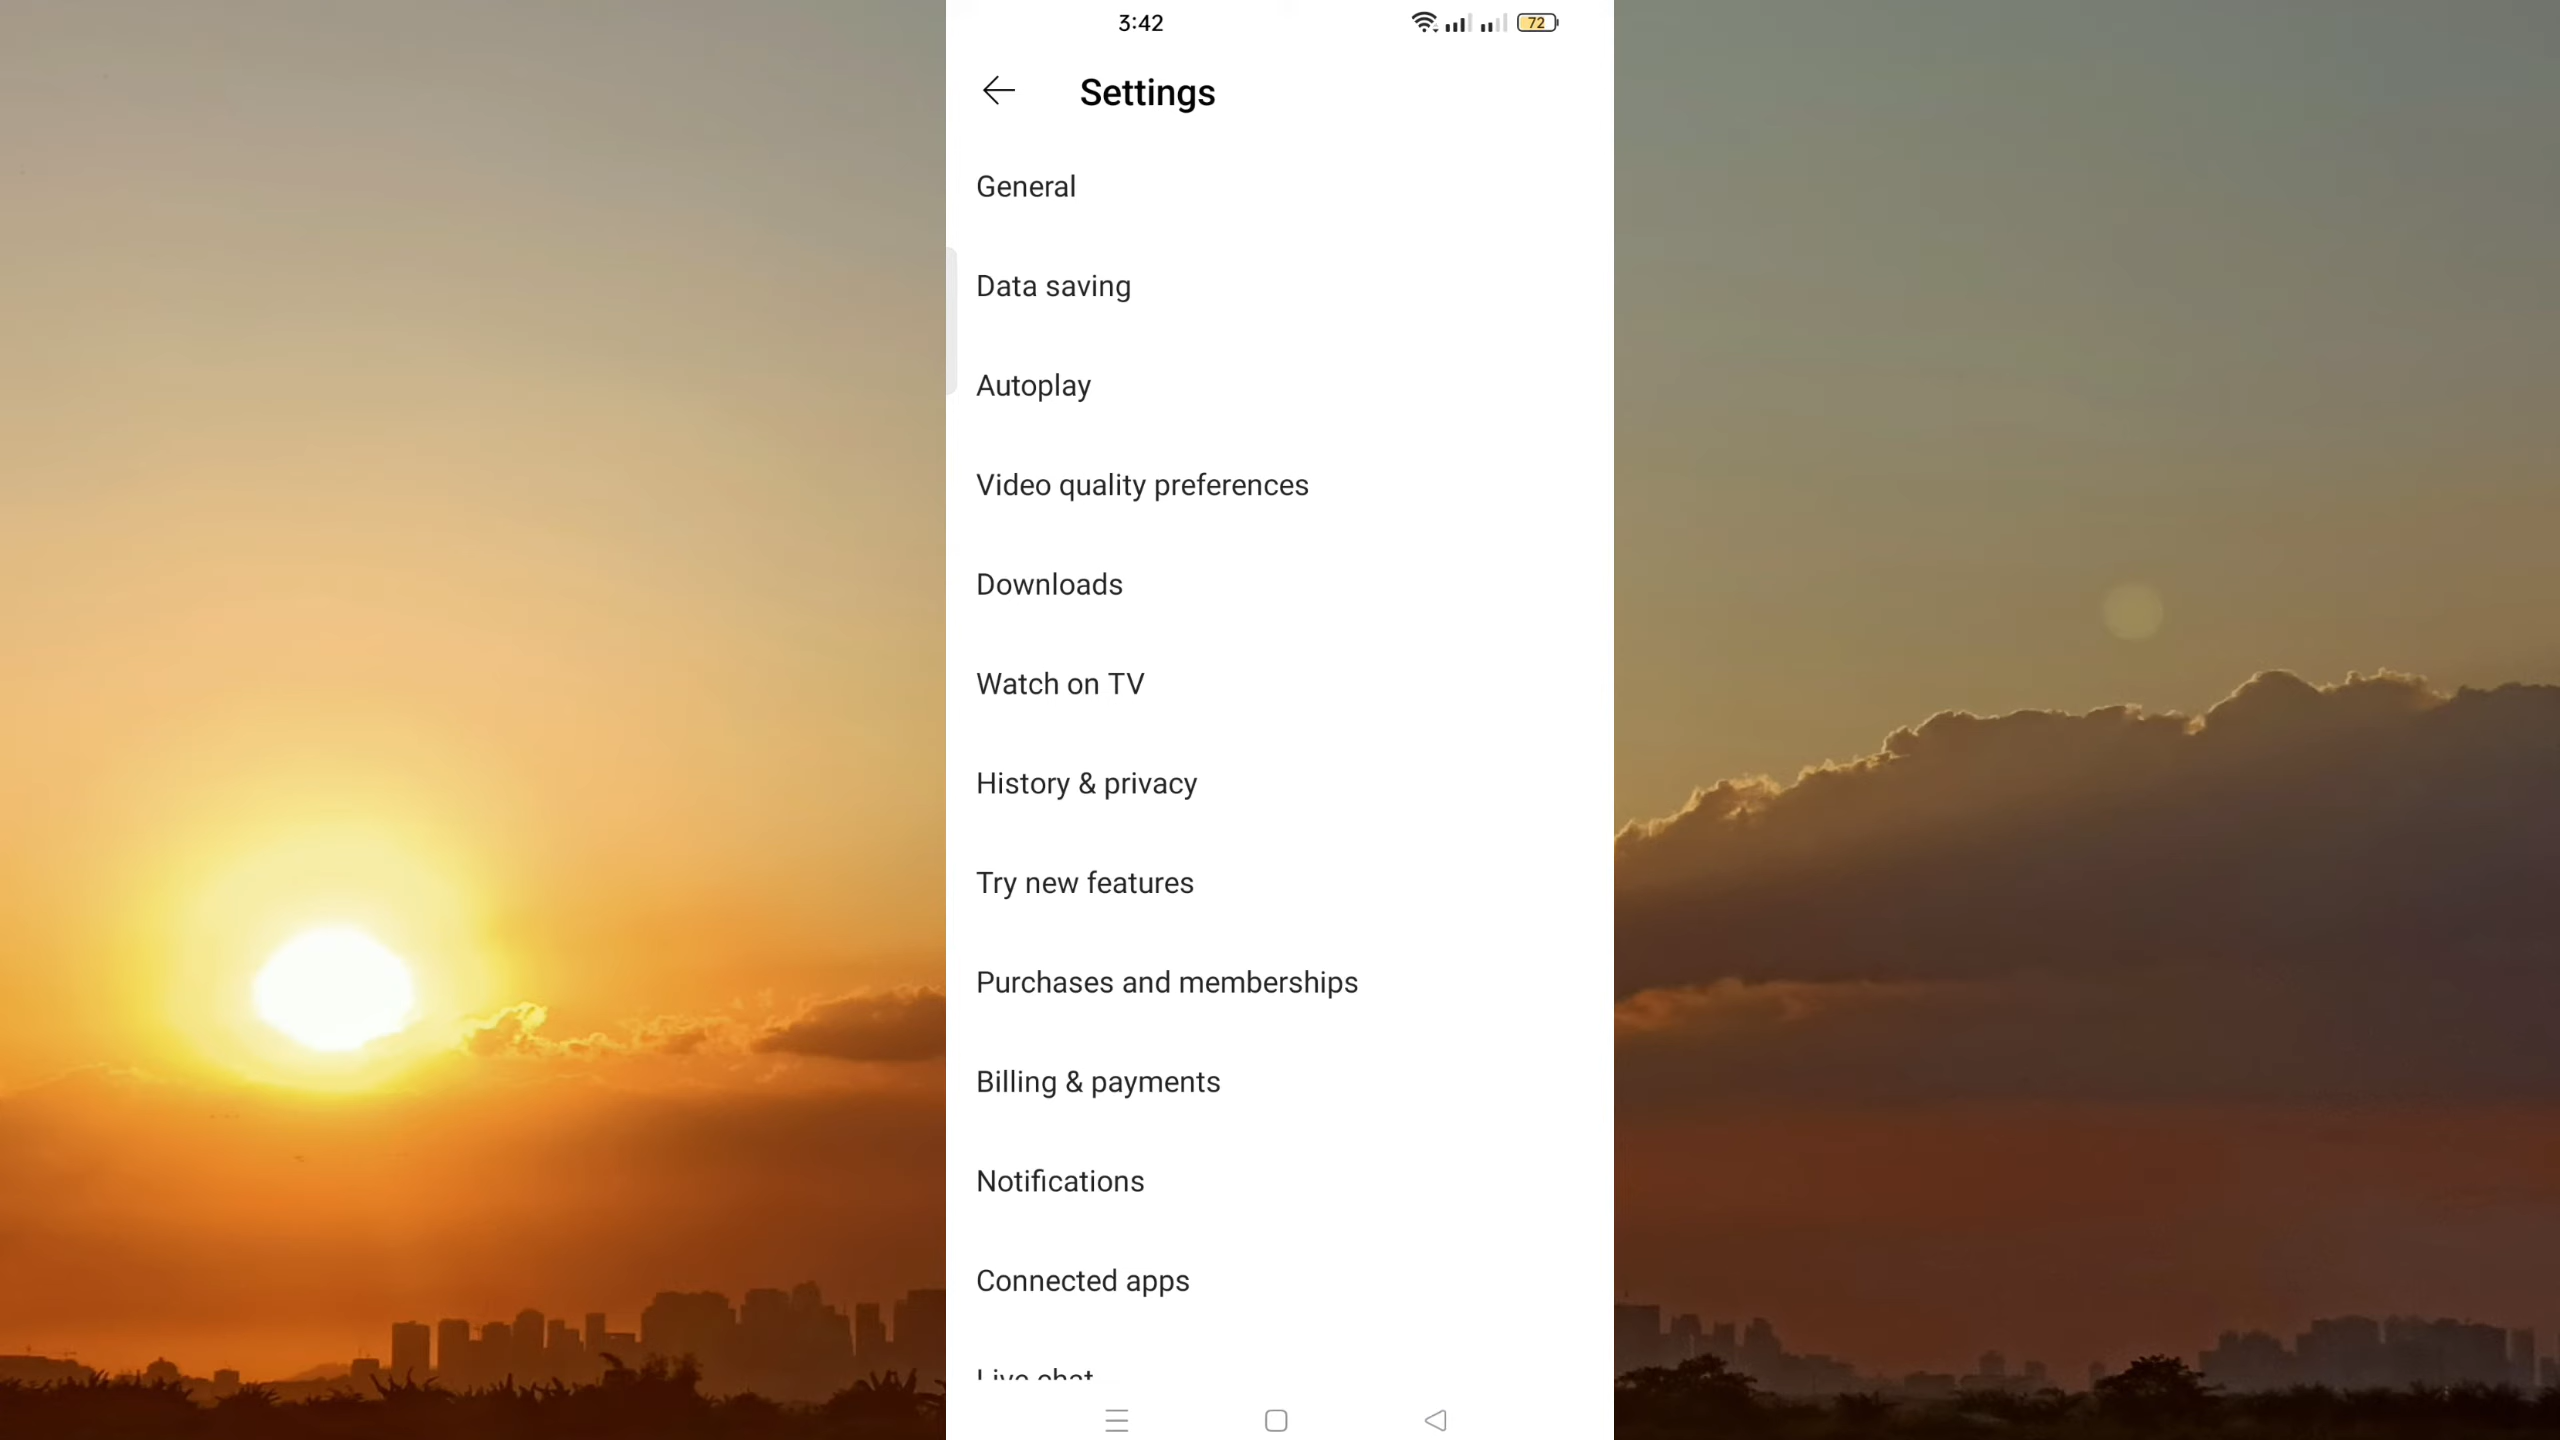 3:42
72
Settings
General
Data saving
Autoplay
Video quality preferences
Downloads
Watch on TV
History & privacy
Try new features
Purchases and memberships
Billing & payments
Notifications
Connected apps
Live chat